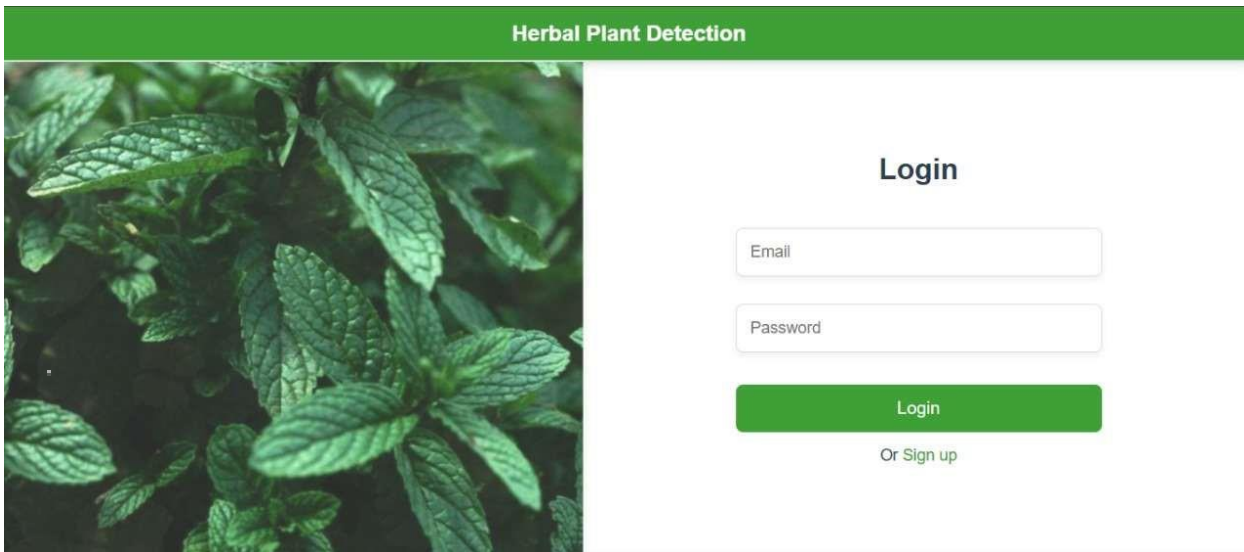 Herbal Plant Detection
Login
Email
Password
Login
Or Sign up